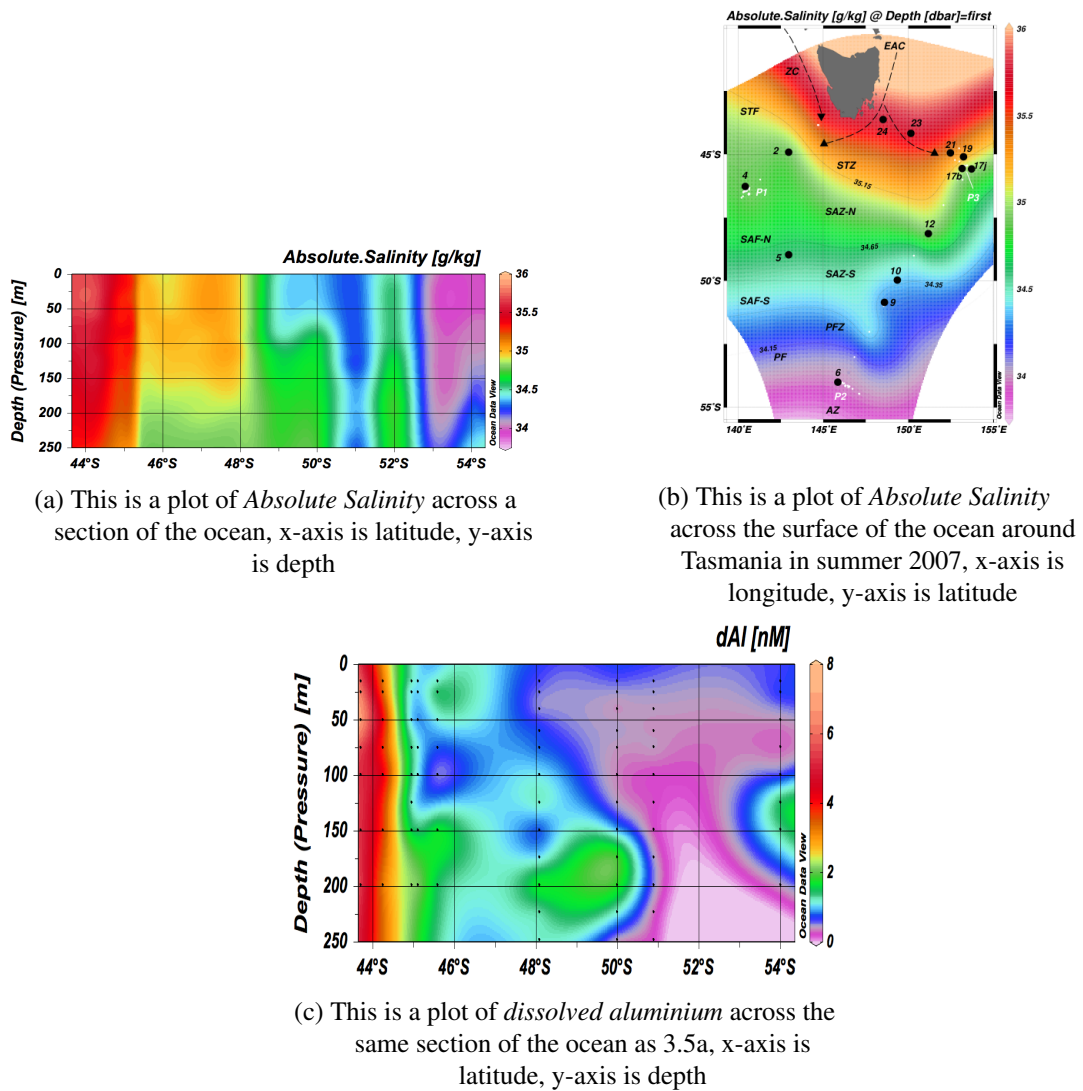 Absolute.Salinity [g/kg]
Depth (Pressure) [m]
0
50
100
150
200
250
44°S 46°S 48°S 50°S 52°S 54°S
36
35.5
35
34.5
34
Ocean Data View
(a) This is a plot of Absolute Salinity across a
section of the ocean, x-axis is latitude, y-axis
is depth
Absolute.Salinity [g/kg] @ Depth [dbar]=first
EAC
ZC
STF
24
23
2
21
19
45°S
STZ
17b
17j
4
P1
35.15
P3
SAZ-N
12
SAF-N
34.65
5
SAZ-S
10
50°S
34.35
SAF-S
9
PFZ
34.15
PF
6
P2
55°S
AZ
140°E 145°E 150°E 155°E
36
35.5
35
34.5
34
Ocean Data View
(b) This is a plot of Absolute Salinity
across the surface of the ocean around
Tasmania in summer 2007, x-axis is
longitude, y-axis is latitude
dAl [nM]
Depth (Pressure) [m]
0
50
100
150
200
250
44°S 46°S 48°S 50°S 52°S 54°S
8
6
4
2
0
Ocean Data View
(c) This is a plot of dissolved aluminium across the
same section of the ocean as 3.5a, x-axis is
latitude, y-axis is depth